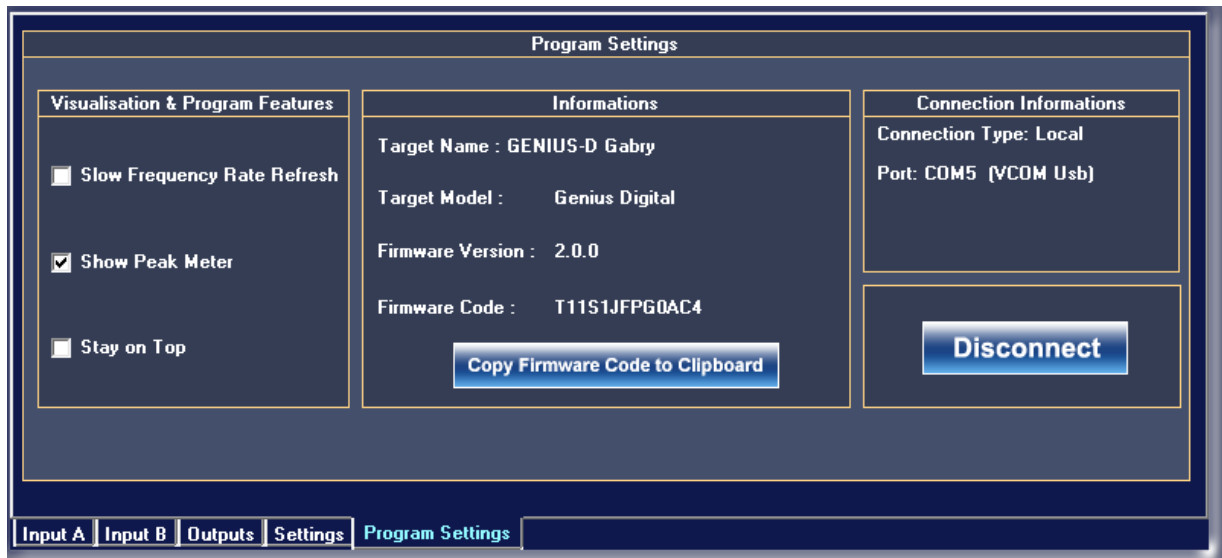 Program Settings
Visualisation & Program Features
Slow Frequency Rate Refresh
Show Peak Meter
Stay on Top
Informations
Target Name : GENIUS-D Gabry
Target Model : Genius Digital
Firmware Version : 2.0.0
Firmware Code : T11S1JFPG0AC4
Copy Firmware Code to Clipboard
Connection Informations
Connection Type: Local
Port: COM5 (VCOM Usb)
Disconnect
Input A Input B Outputs Settings Program Settings